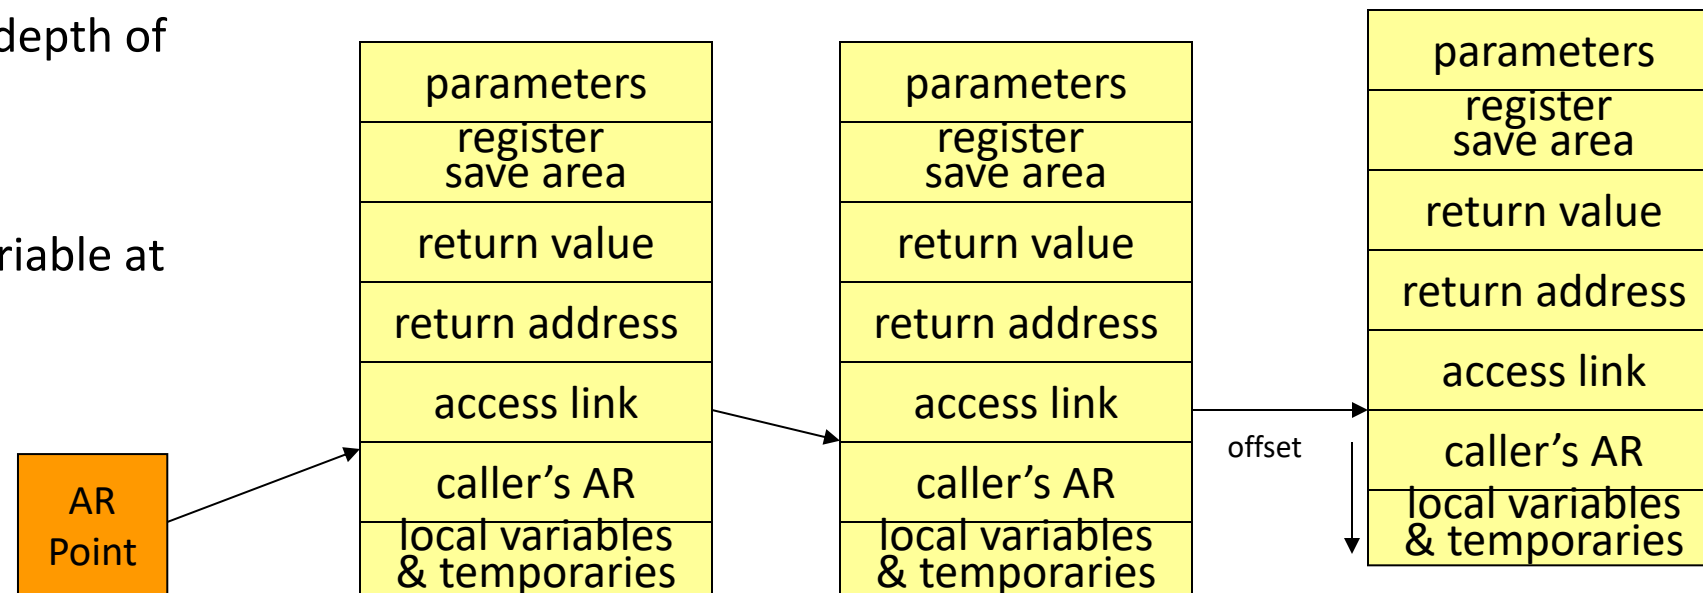 depth of
riable at
AR
Point
parameters
register
save area
return value
return address
access link
caller’s AR
local variables
& temporaries
parameters
register
save area
return value
return address
access link
caller’s AR
local variables
& temporaries
offset
parameters
register
save area
return value
return address
access link
caller’s AR
local variables
& temporaries